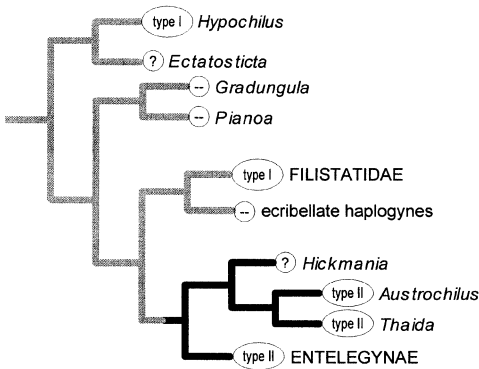 type I Hypochilus
? Ectatosticta
-- Gradungula
-- Pianoa
type I FILISTATIDAE
-- ecribellate haplogynes
? Hickmania
type II Austrochilus
type II Thaida
type II ENTELEGYNAE